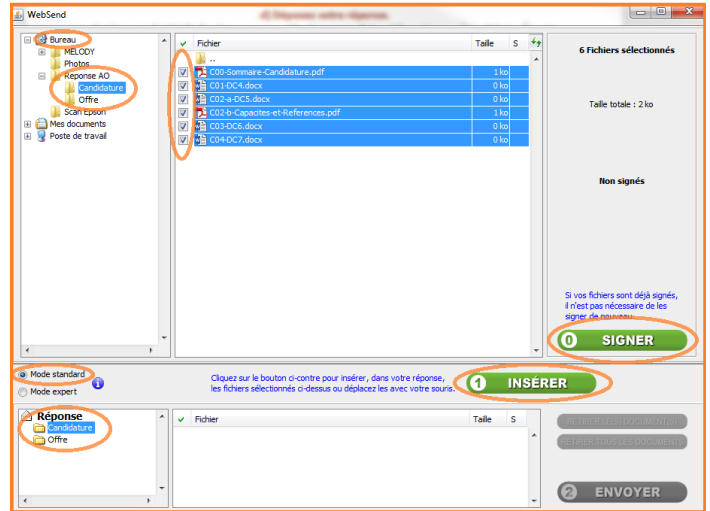 WebSend
d) Déposez votre réponse.
Bureau
MELODY
Photos
Reponse AO
Candidature
Offre
Scan Epson
Mes documents
Poste de travail
Fichier Taille S
..
C00-Sommaire-Candidature.pdf 1 ko
C01-DC4.docx 0 ko
C02-a-DC5.docx 0 ko
C02-b-Capacites-et-References.pdf 1 ko
C03-DC6.docx 0 ko
C04-DC7.docx 0 ko
6 Fichiers sélectionnés
Taille totale : 2 ko
Non signés
Si vos fichiers sont déjà signés,
il n'est pas nécessaire de les
signer de nouveau.
0 SIGNER
Mode standard
Mode expert
Cliquez sur le bouton ci-contre pour insérer, dans votre réponse,
les fichiers sélectionnés ci-dessus ou déplacez les avec votre souris.
1 INSÉRER
Réponse
Candidature
Offre
Fichier Taille S
RETIRER LES DOCUMENTS
RETIRER TOUS LES DOCUMENTS
2 ENVOYER